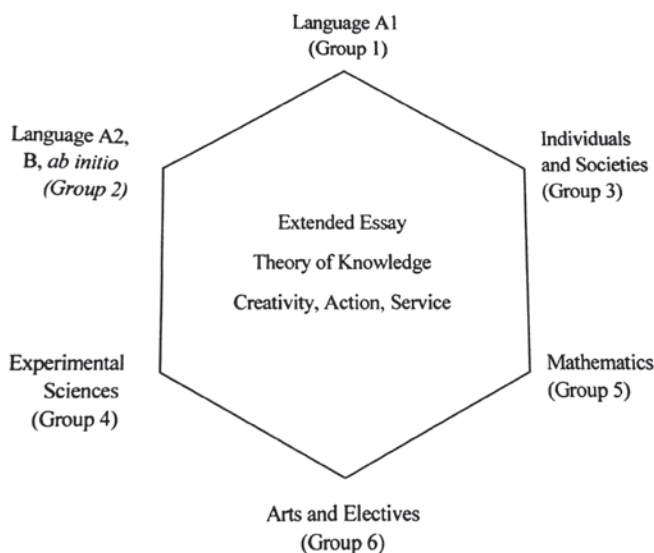 Language A1
(Group 1)
Language A2,
B, ab initio
(Group 2)
Individuals
and Societies
(Group 3)
Extended Essay
Theory of Knowledge
Creativity, Action, Service
Experimental
Sciences
(Group 4)
Mathematics
(Group 5)
Arts and Electives
(Group 6)